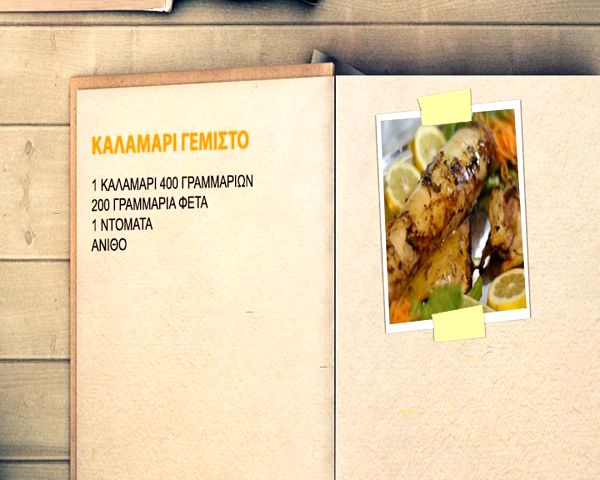 ΚΑΛΑΜΑΡΙ ΓΕΜΙΣΤΟ
1 ΚΑΛΑΜΑΡΙ 400 ΓΡΑΜΜΑΡΙΩΝ
200 ΓΡΑΜΜΑΡΙΑ ΦΕΤΑ
1 ΝΤΟΜΑΤΑ
ΑΝΙΘΟ